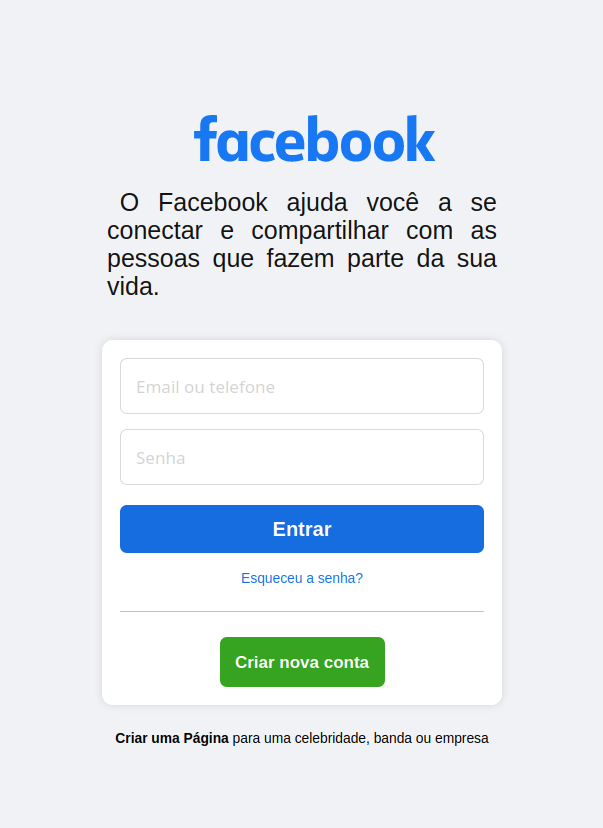 facebook
O Facebook ajuda você a se
conectar e compartilhar com as
pessoas que fazem parte da sua
vida.
Email ou telefone
Senha
Entrar
Esqueceu a senha?
Criar nova conta
Criar uma Página para uma celebridade, banda ou empresa